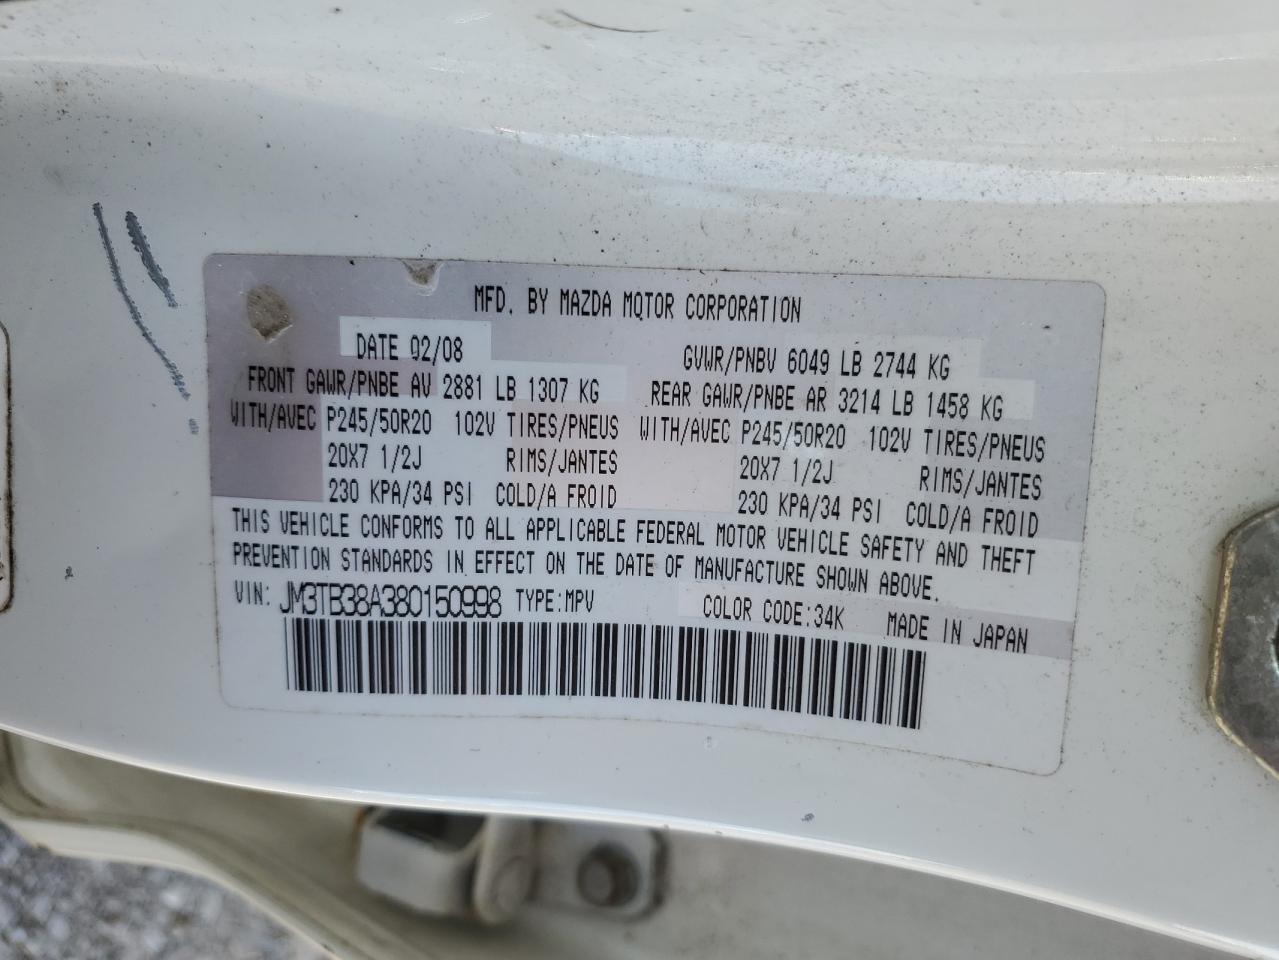 MFD. BY MAZDA MOTOR CORPORATION
DATE 02/08 GVWR/PNBV 6049 LB 2744 KG
FRONT GAWR/PNBE AV 2881 LB 1307 KG REAR GAWR/PNBE AR 3214 LB 1458 KG
WITH/AVEC P245/50R20 102V TIRES/PNEUS WITH/AVEC P245/50R20 102V TIRES/PNEUS
20X7 1/2J RIMS/JANTES 20X7 1/2J RIMS/JANTES
230 KPA/34 PSI COLD/A FROID 230 KPA/34 PSI COLD/A FROID
THIS VEHICLE CONFORMS TO ALL APPLICABLE FEDERAL MOTOR VEHICLE SAFETY AND THEFT
PREVENTION STANDARDS IN EFFECT ON THE DATE OF MANUFACTURE SHOWN ABOVE.
VIN: JM3TB38A380150998 TYPE:MPV COLOR CODE:34K MADE IN JAPAN